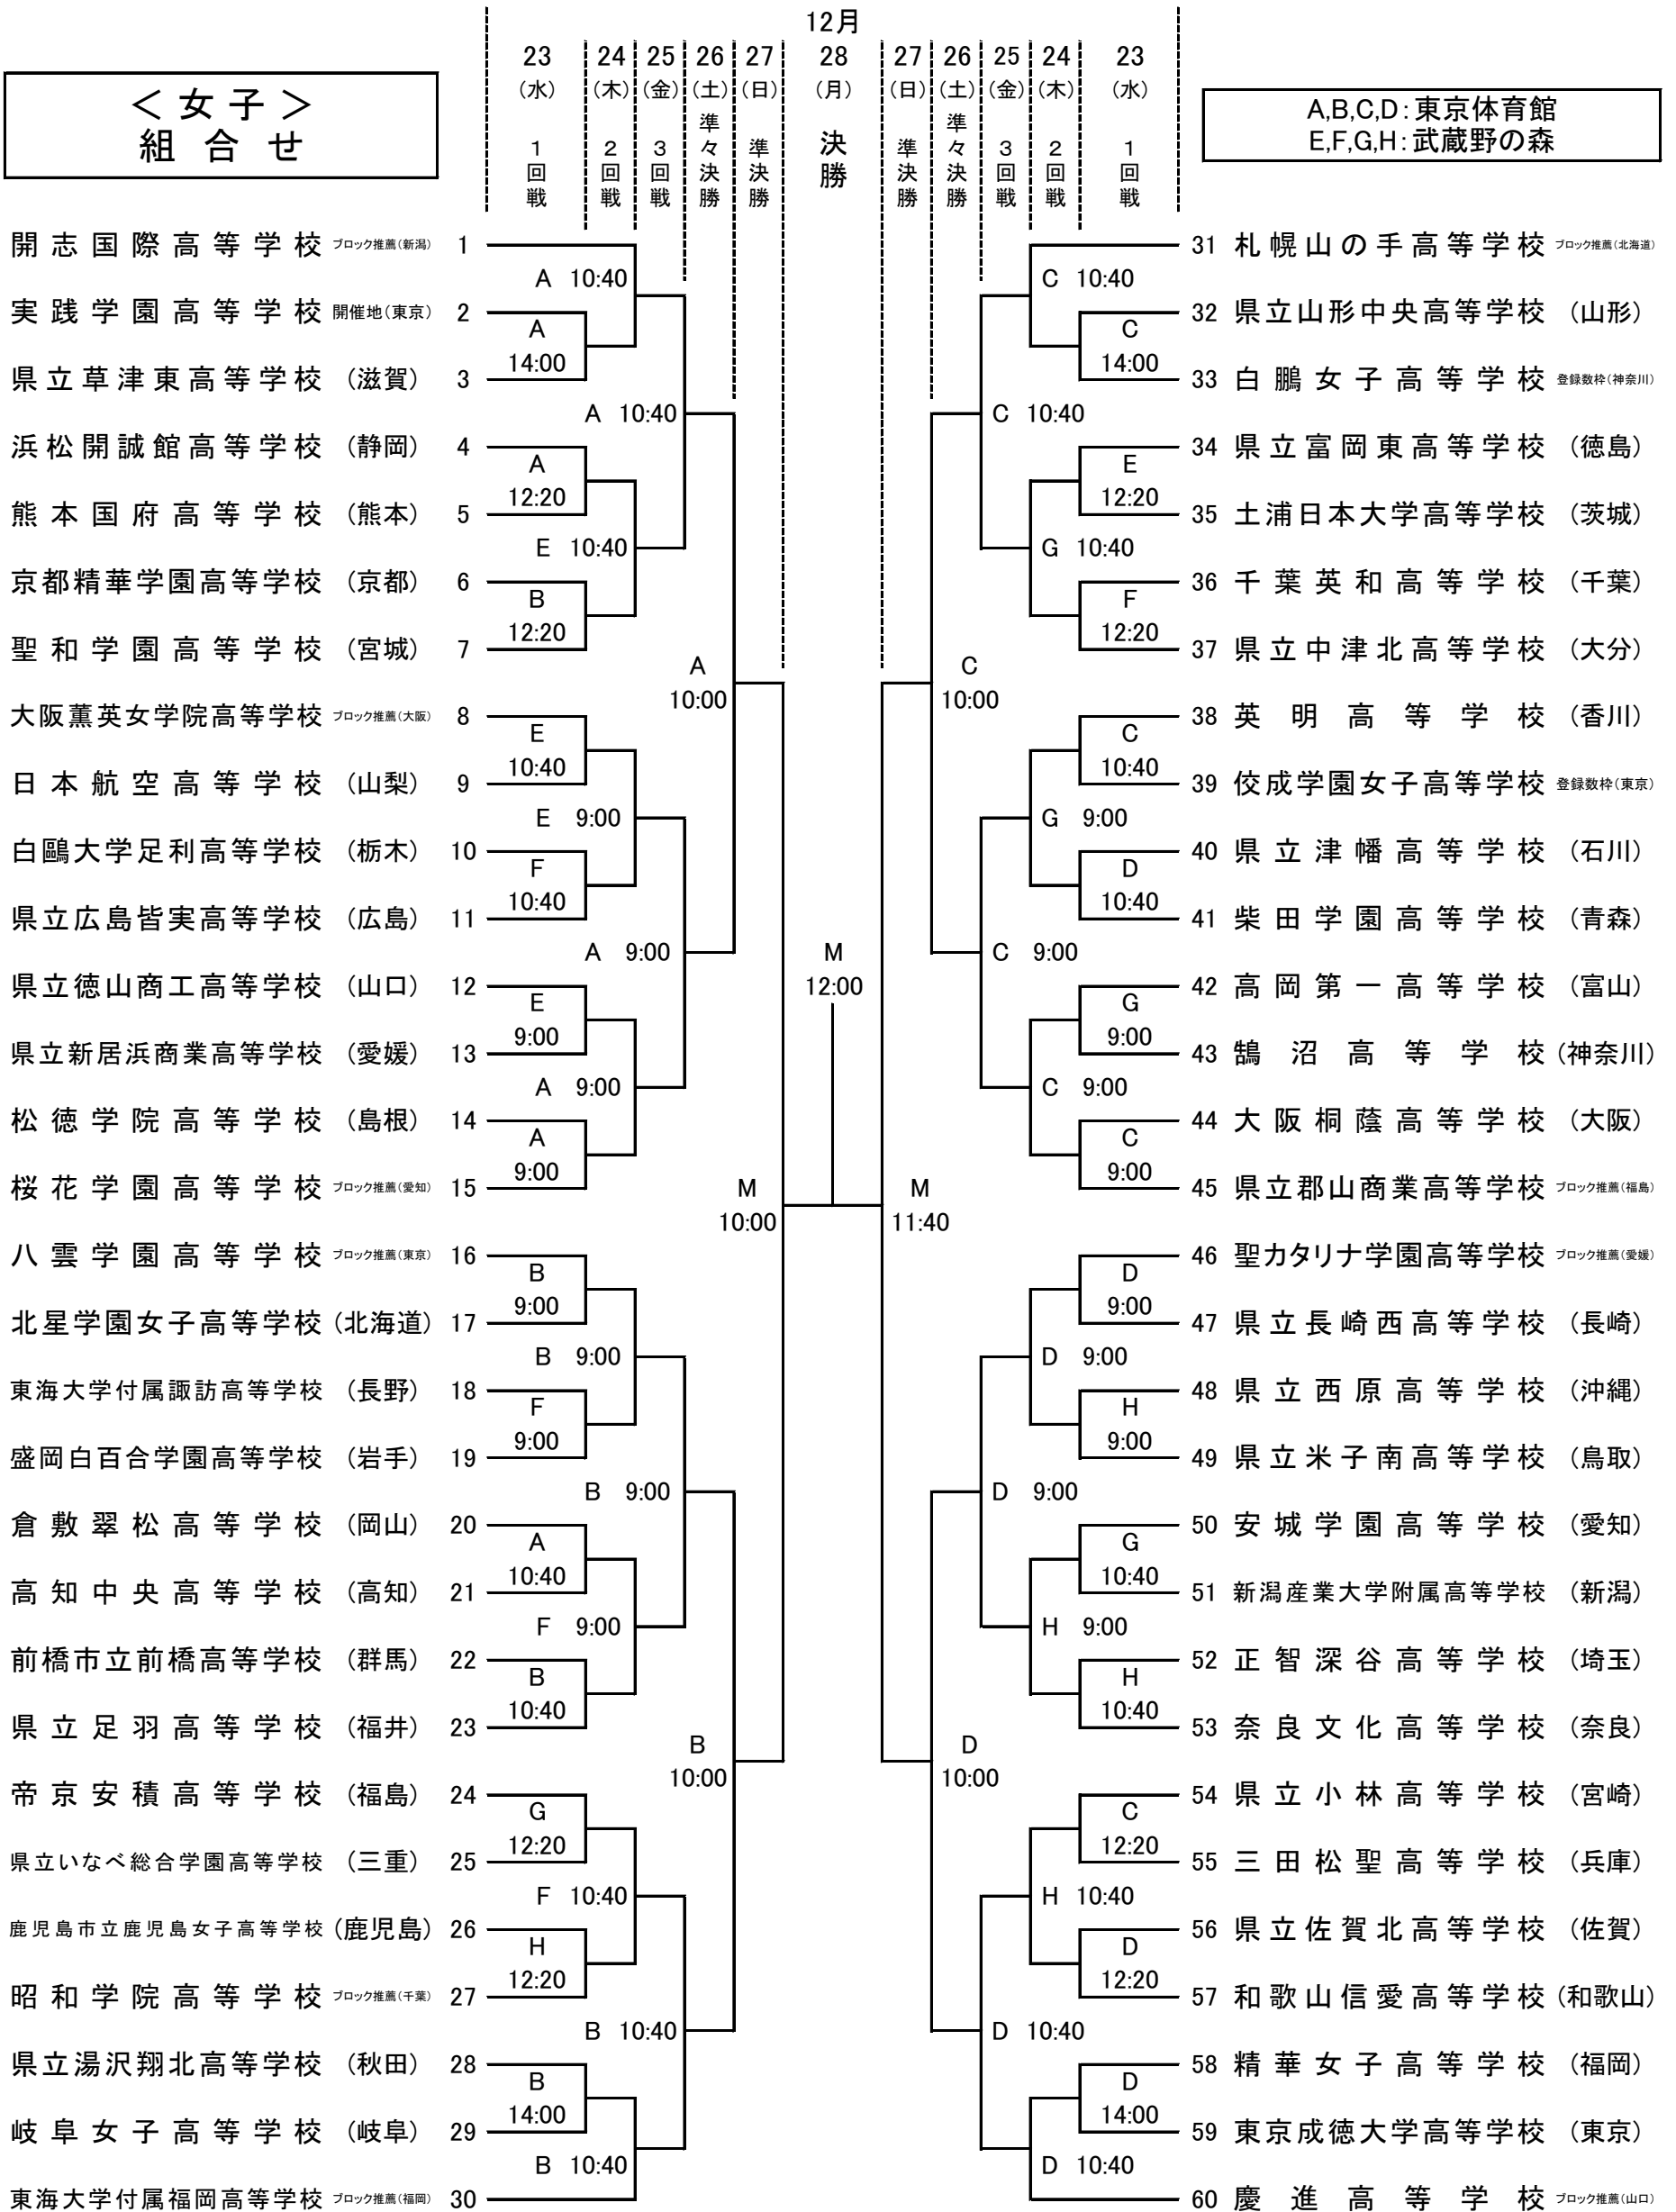 12月
23 24 25 26 27 28 27 26 25 24 23
(水) (木) (金) (土) (日) (月) (日) (土) (金) (木) (水)
1回戦 2回戦 3回戦 準々決勝 準決勝 決勝 準決勝 準々決勝 3回戦 2回戦 1回戦
＜女子＞
組合せ
A,B,C,D：東京体育館
E,F,G,H：武蔵野の森
開志国際高等学校 ブロック推薦(新潟) 1
A 10:40
実践学園高等学校 開催地(東京) 2
A
14:00
県立草津東高等学校 (滋賀) 3
A 10:40
浜松開誠館高等学校 (静岡) 4
A
12:20
熊本国府高等学校 (熊本) 5
E 10:40
京都精華学園高等学校 (京都) 6
B
12:20
聖和学園高等学校 (宮城) 7
A
10:00
大阪薫英女学院高等学校 ブロック推薦(大阪) 8
E
10:40
日本航空高等学校 (山梨) 9
E 9:00
白鷗大学足利高等学校 (栃木) 10
F
10:40
県立広島皆実高等学校 (広島) 11
A 9:00
県立徳山商工高等学校 (山口) 12
E
9:00
県立新居浜商業高等学校 (愛媛) 13
A 9:00
松徳学院高等学校 (島根) 14
A
9:00
桜花学園高等学校 ブロック推薦(愛知) 15
M
10:00
八雲学園高等学校 ブロック推薦(東京) 16
B
9:00
北星学園女子高等学校 (北海道) 17
B 9:00
東海大学付属諏訪高等学校 (長野) 18
F
9:00
盛岡白百合学園高等学校 (岩手) 19
B 9:00
倉敷翠松高等学校 (岡山) 20
A
10:40
高知中央高等学校 (高知) 21
F 9:00
前橋市立前橋高等学校 (群馬) 22
B
10:40
県立足羽高等学校 (福井) 23
B
10:00
帝京安積高等学校 (福島) 24
G
12:20
県立いなべ総合学園高等学校 (三重) 25
F 10:40
鹿児島市立鹿児島女子高等学校 (鹿児島) 26
H
12:20
昭和学院高等学校 ブロック推薦(千葉) 27
B 10:40
県立湯沢翔北高等学校 (秋田) 28
B
14:00
岐阜女子高等学校 (岐阜) 29
B 10:40
東海大学付属福岡高等学校 ブロック推薦(福岡) 30
M
12:00
31 札幌山の手高等学校 ブロック推薦(北海道)
C 10:40
32 県立山形中央高等学校 (山形)
C
14:00
33 白鵬女子高等学校 登録数枠(神奈川)
C 10:40
34 県立富岡東高等学校 (徳島)
E
12:20
35 土浦日本大学高等学校 (茨城)
G 10:40
36 千葉英和高等学校 (千葉)
F
12:20
37 県立中津北高等学校 (大分)
C
10:00
38 英明高等学校 (香川)
C
10:40
39 佼成学園女子高等学校 登録数枠(東京)
G 9:00
40 県立津幡高等学校 (石川)
D
10:40
41 柴田学園高等学校 (青森)
C 9:00
42 高岡第一高等学校 (富山)
G
9:00
43 鵠沼高等学校 (神奈川)
C 9:00
44 大阪桐蔭高等学校 (大阪)
C
9:00
45 県立郡山商業高等学校 ブロック推薦(福島)
M
11:40
46 聖カタリナ学園高等学校 ブロック推薦(愛媛)
D
9:00
47 県立長崎西高等学校 (長崎)
D 9:00
48 県立西原高等学校 (沖縄)
H
9:00
49 県立米子南高等学校 (鳥取)
D 9:00
50 安城学園高等学校 (愛知)
G
10:40
51 新潟産業大学附属高等学校 (新潟)
H 9:00
52 正智深谷高等学校 (埼玉)
H
10:40
53 奈良文化高等学校 (奈良)
D
10:00
54 県立小林高等学校 (宮崎)
C
12:20
55 三田松聖高等学校 (兵庫)
H 10:40
56 県立佐賀北高等学校 (佐賀)
D
12:20
57 和歌山信愛高等学校 (和歌山)
D 10:40
58 精華女子高等学校 (福岡)
D
14:00
59 東京成徳大学高等学校 (東京)
D 10:40
60 慶進高等学校 ブロック推薦(山口)